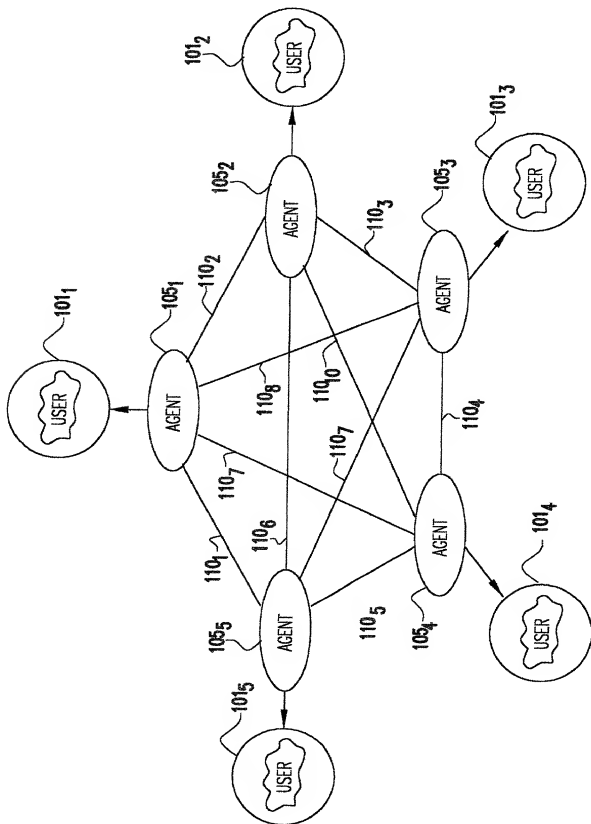 101₂
USER
105₂
AGENT
110₂
110₃
101₁
USER
105₁
AGENT
105₃
AGENT
101₃
USER
110₈
110₁₀
110₇
110₇
110₄
110₆
110₁
105₅
AGENT
110₅
105₄
AGENT
101₄
USER
101₅
USER